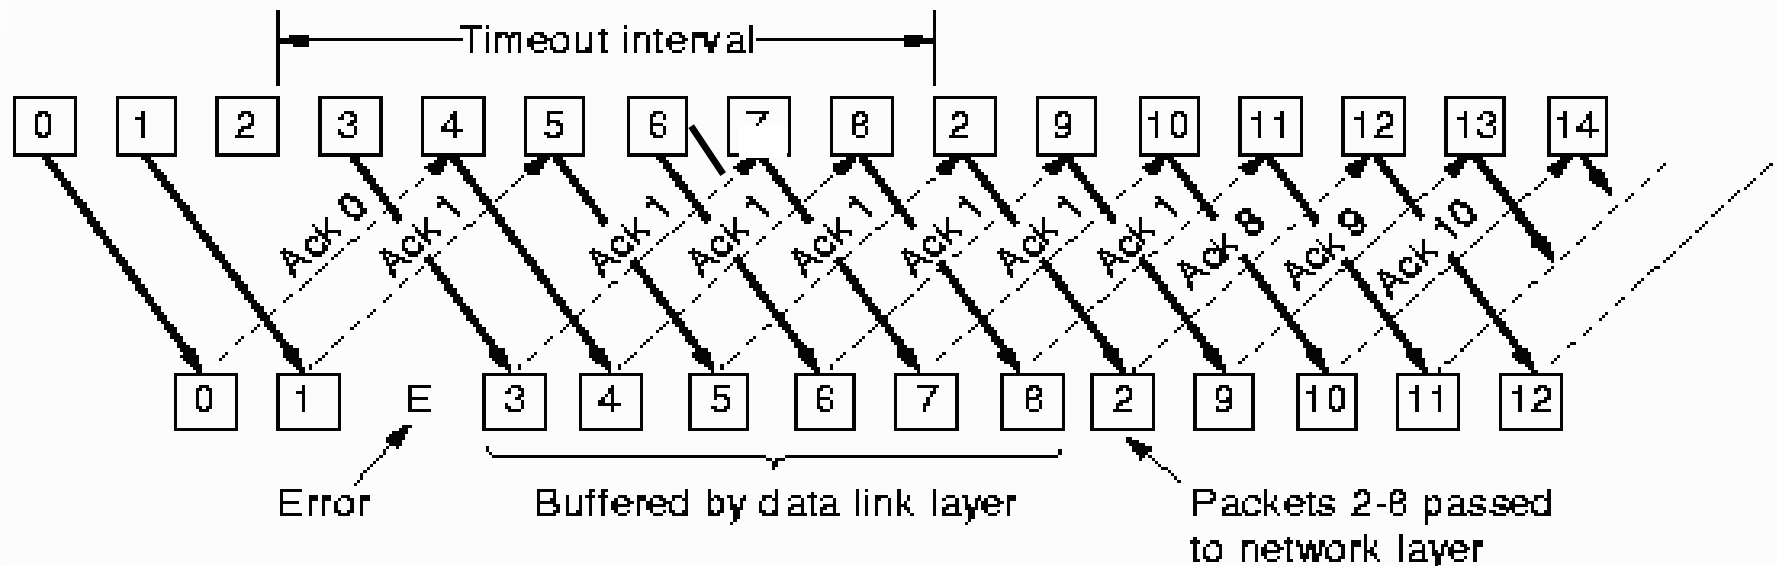 Timeout interval
0 1 2 3 4 5 6 7 8 2 9 10 11 12 13 14
Ack 0 Ack 1 Ack 1 Ack 1 Ack 1 Ack 1 Ack 1 Ack 1 Ack 8 Ack 9 Ack 10
0 1 E 3 4 5 6 7 8 2 9 10 11 12
Error
Buffered by data link layer
Packets 2-8 passed
to network layer